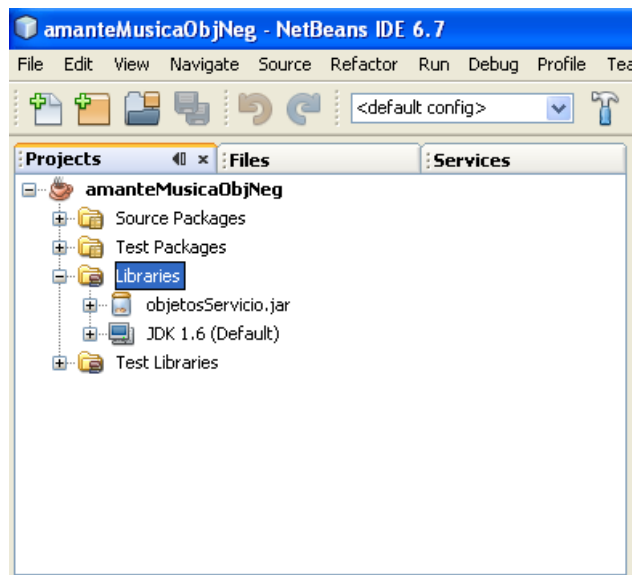 amanteMusicaObjNeg - NetBeans IDE 6.7
File Edit View Navigate Source Refactor Run Debug Profile
<default config>
Projects Files Services
amanteMusicaObjNeg
Source Packages
Test Packages
Libraries
objetosServicio.jar
JDK 1.6 (Default)
Test Libraries